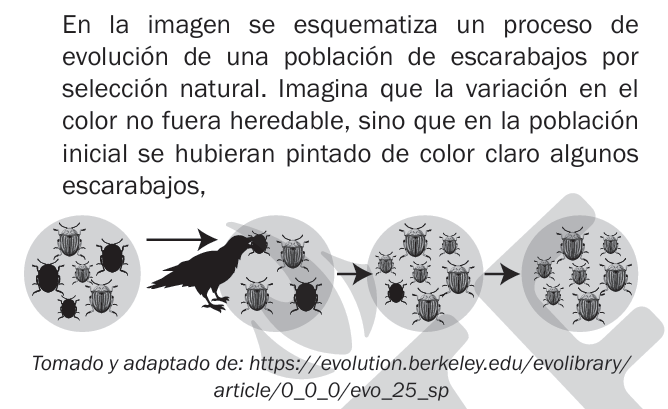 En la imagen se esquematiza un proceso de
evolución de una población de escarabajos por
selección natural. Imagina que la variación en el
color no fuera heredable, sino que en la población
inicial se hubieran pintado de color claro algunos
escarabajos,
Tomado y adaptado de: https://evolution.berkeley.edu/evolibrary/
article/0_0_0/evo_25_sp